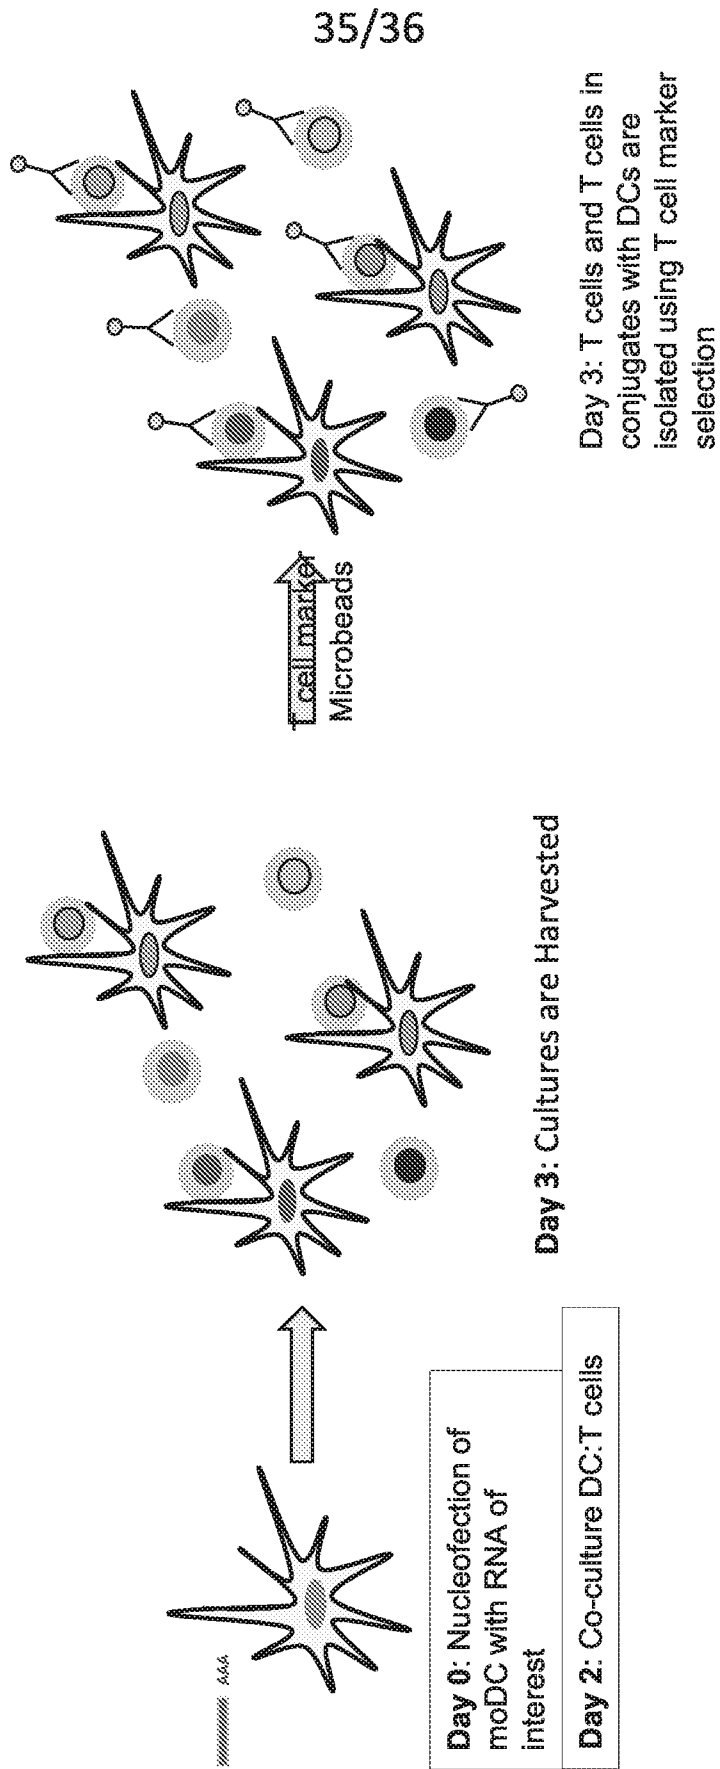 35/36
AAA
Day 0: Nucleofection of
moDC with RNA of
interest
Day 2: Co-culture DC:T cells
Day 3: Cultures are Harvested
T cell marker
Microbeads
Day 3: T cells and T cells in
conjugates with DCs are
isolated using T cell marker
selection